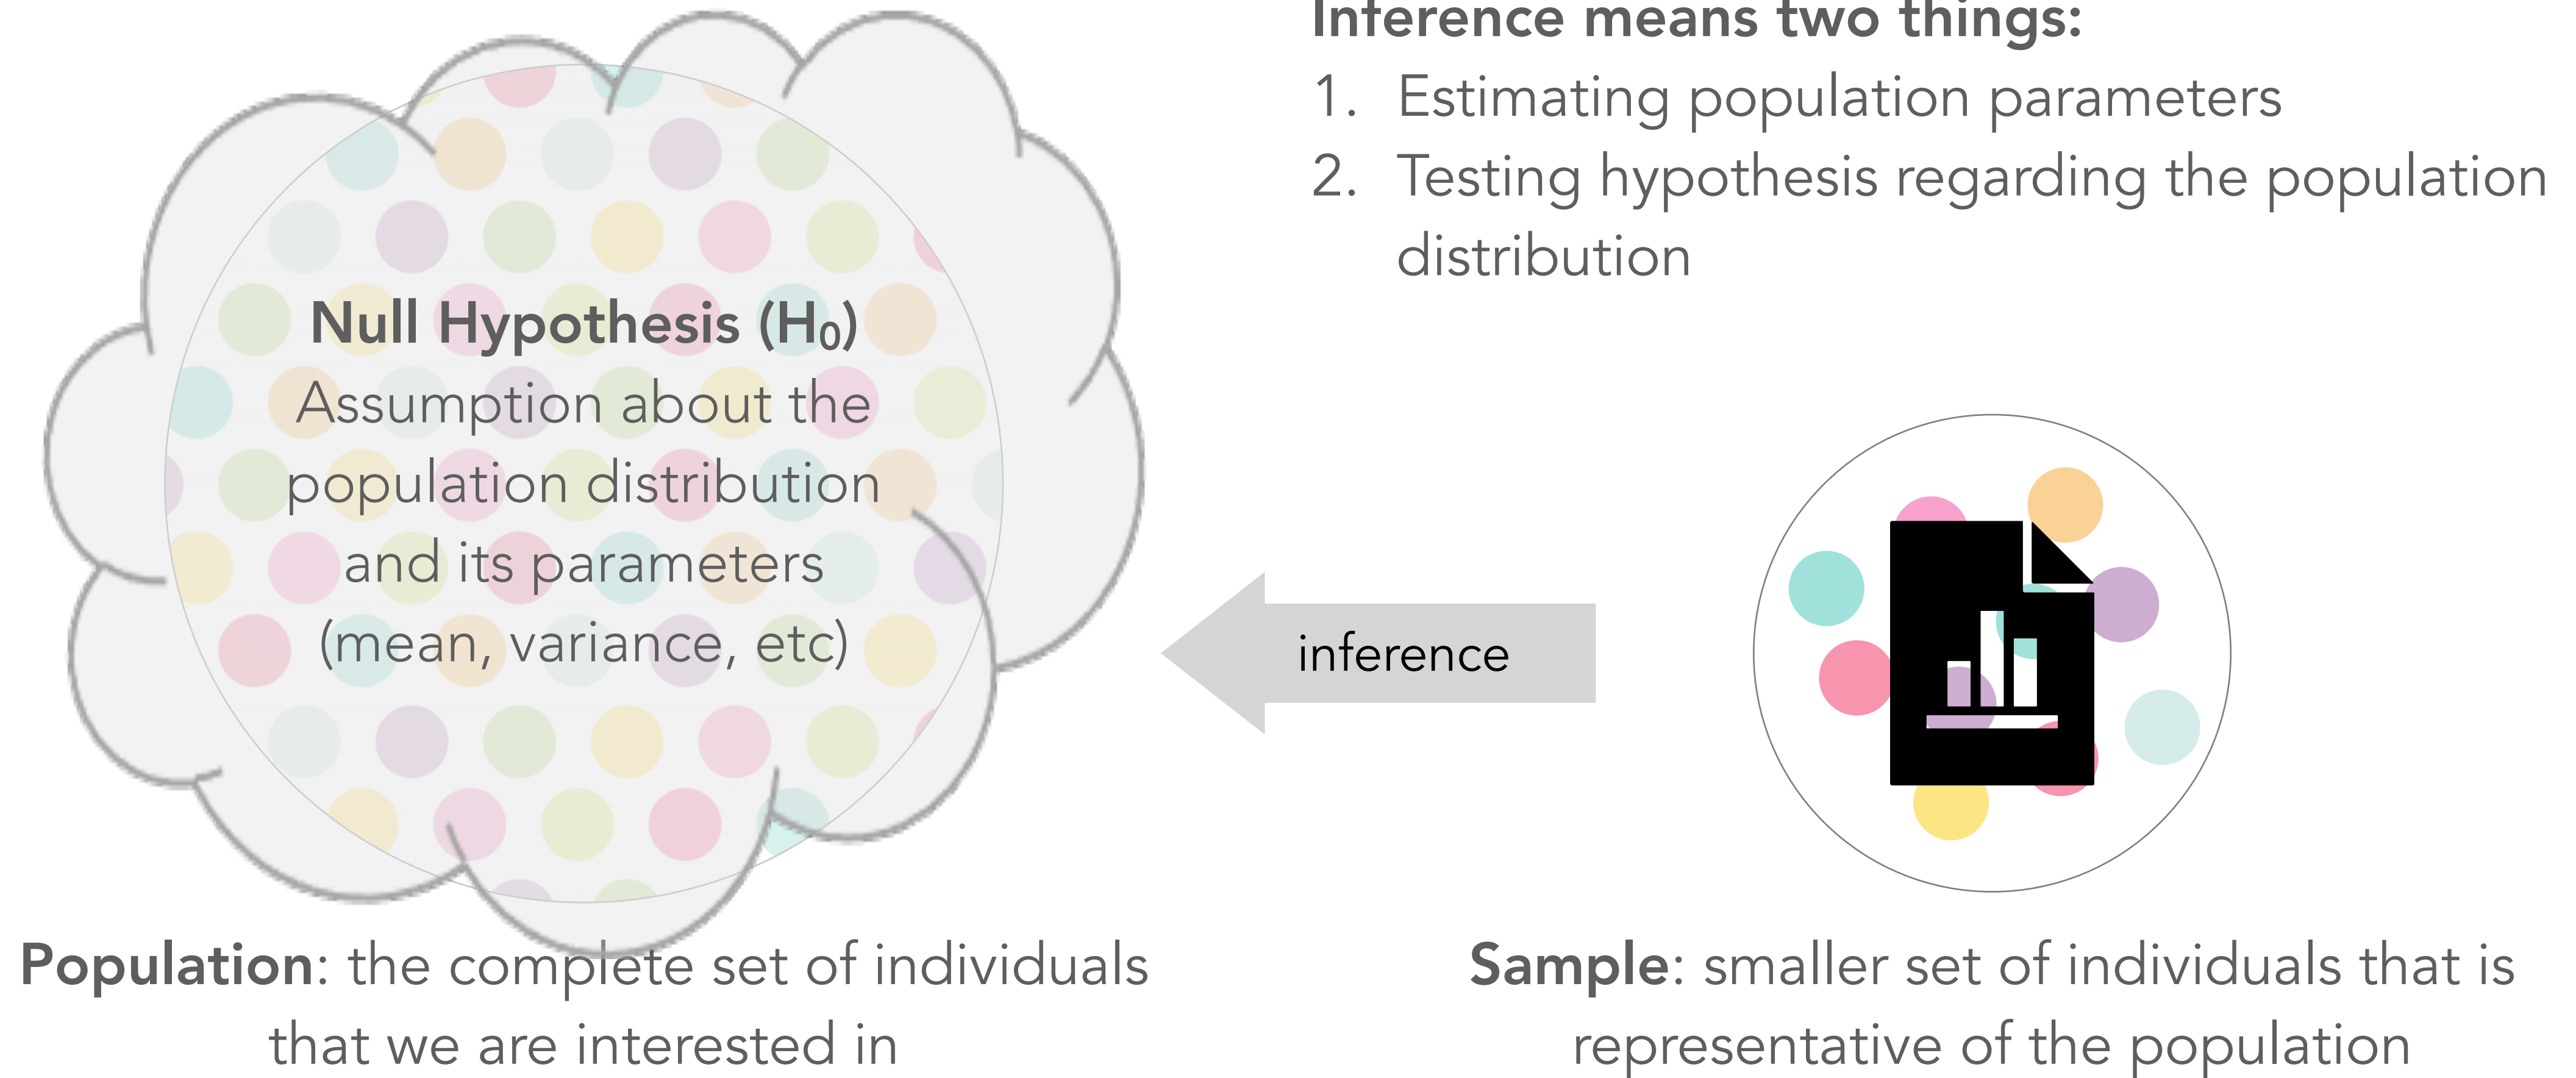 Inference means two things:
1. Estimating population parameters
2. Testing hypothesis regarding the population
distribution
Null Hypothesis (H₀)
Assumption about the
population distribution
and its parameters
(mean, variance, etc)
inference
Population: the complete set of individuals
that we are interested in
Sample: smaller set of individuals that is
representative of the population